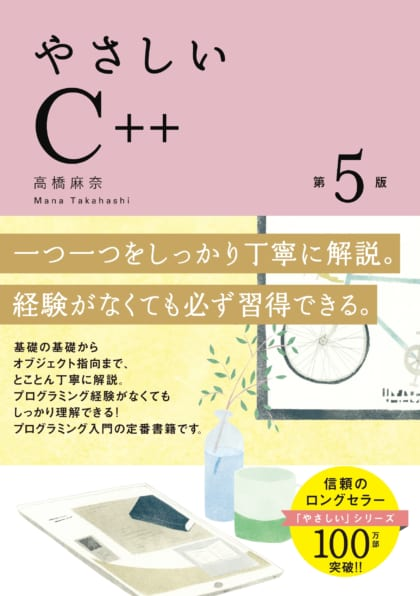 やさしい
C++
高橋麻奈
Mana Takahashi
第5版
一つ一つをしっかり丁寧に解説。
経験がなくても必ず習得できる。
基礎の基礎から
オブジェクト指向まで、
とことん丁寧に解説。
プログラミング経験がなくても
しっかり理解できる!
プログラミング入門の定番書籍です。
信頼の
ロングセラー
「やさしい」シリーズ
100万部
突破!!